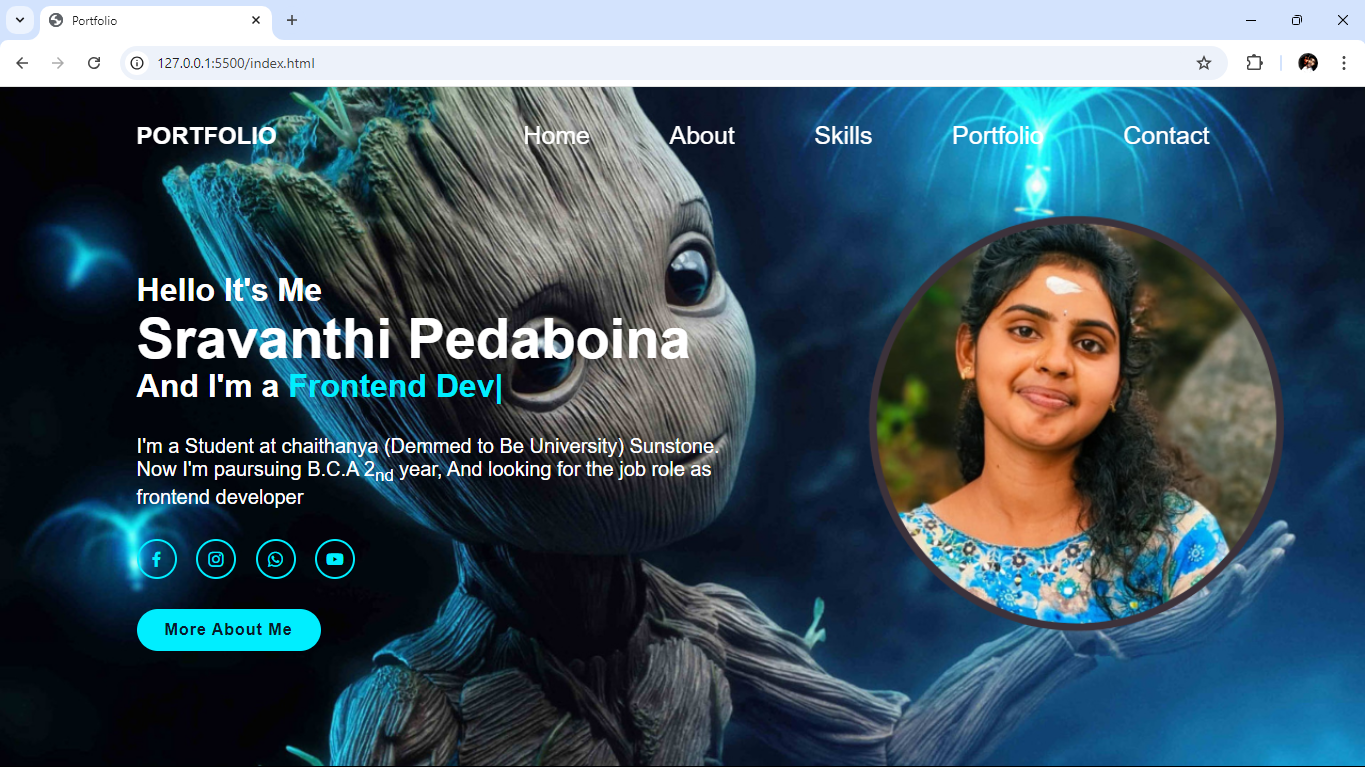 Portfolio
127.0.0.1:5500/index.html
PORTFOLIO Home About Skills Portfolio Contact
Hello It's Me
Sravanthi Pedaboina
And I'm a Frontend Dev|
I'm a Student at chaithanya (Demmed to Be University) Sunstone.
Now I'm paursuing B.C.A 2nd year, And looking for the job role as
frontend developer
More About Me